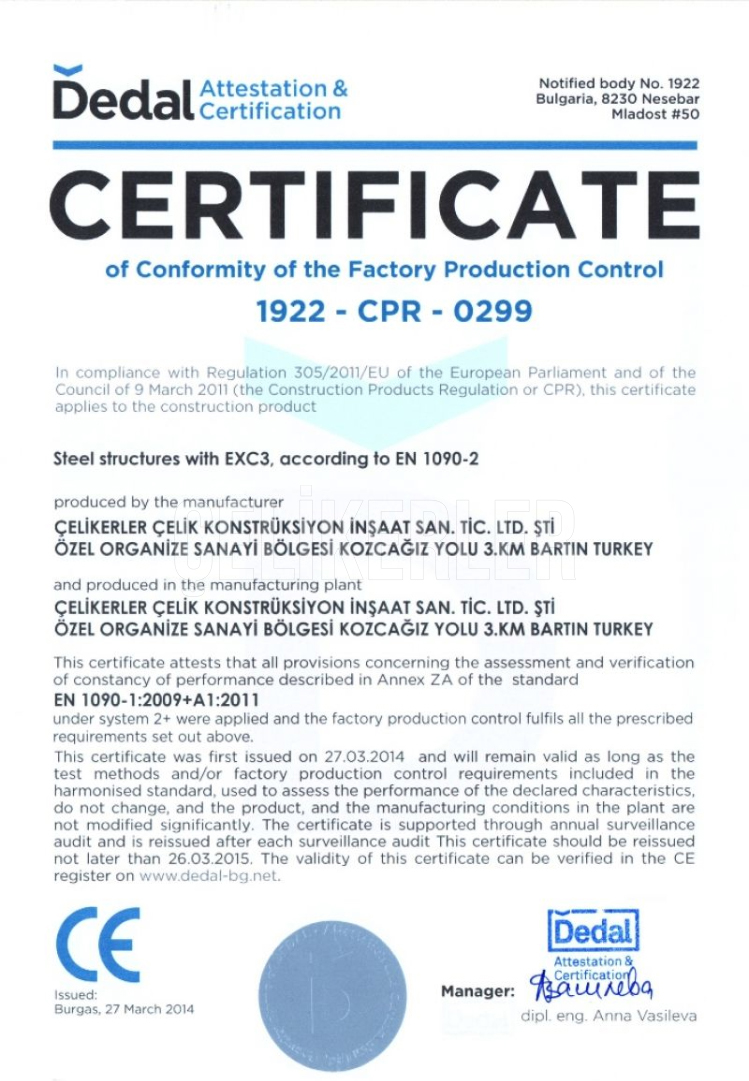 Dedal Attestation &
Certification
Notified body No. 1922
Bulgaria, 8230 Nesebar
Mladost #50
CERTIFICATE
of Conformity of the Factory Production Control
1922 - CPR - 0299
In compliance with Regulation 305/2011/EU of the European Parliament and of the
Council of 9 March 2011 (the Construction Products Regulation or CPR), this certificate
applies to the construction product
Steel structures with EXC3, according to EN 1090-2
produced by the manufacturer
ÇELİKERLER ÇELİK KONSTRÜKSİYON İNŞAAT SAN. TİC. LTD. ŞTİ
ÖZEL ORGANİZE SANAYİ BÖLGESİ KOZCAĞIZ YOLU 3.KM BARTIN TURKEY
ÇELİKERLER
and produced in the manufacturing plant
ÇELİKERLER ÇELİK KONSTRÜKSİYON İNŞAAT SAN. TİC. LTD. ŞTİ
ÖZEL ORGANİZE SANAYİ BÖLGESİ KOZCAĞIZ YOLU 3.KM BARTIN TURKEY
This certificate attests that all provisions concerning the assessment and verification
of constancy of performance described in Annex ZA of the standard
EN 1090-1:2009+A1:2011
under system 2+ were applied and the factory production control fulfils all the prescribed
requirements set out above.
This certificate was first issued on 27.03.2014 and will remain valid as long as the
test methods and/or factory production control requirements included in the
harmonised standard, used to assess the performance of the declared characteristics,
do not change, and the product, and the manufacturing conditions in the plant are
not modified significantly. The certificate is supported through annual surveillance
audit and is reissued after each surveillance audit This certificate should be reissued
not later than 26.03.2015. The validity of this certificate can be verified in the CE
register on www.dedal-bg.net.
CE
Issued:
Burgas, 27 March 2014
Dedal
Attestation &
Certification
Manager:
dipl. eng. Anna Vasileva